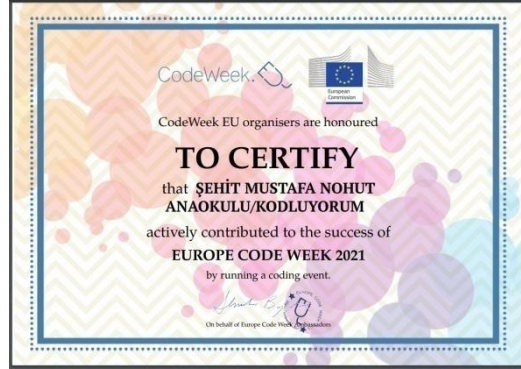 CodeWeek.EU
European
Commission
CodeWeek EU organisers are honoured
TO CERTIFY
that ŞEHİT MUSTAFA NOHUT
ANAOKULU/KODLUYORUM
actively contributed to the success of
EUROPE CODE WEEK 2021
by running a coding event.
On behalf of Europe Code Week Ambassadors